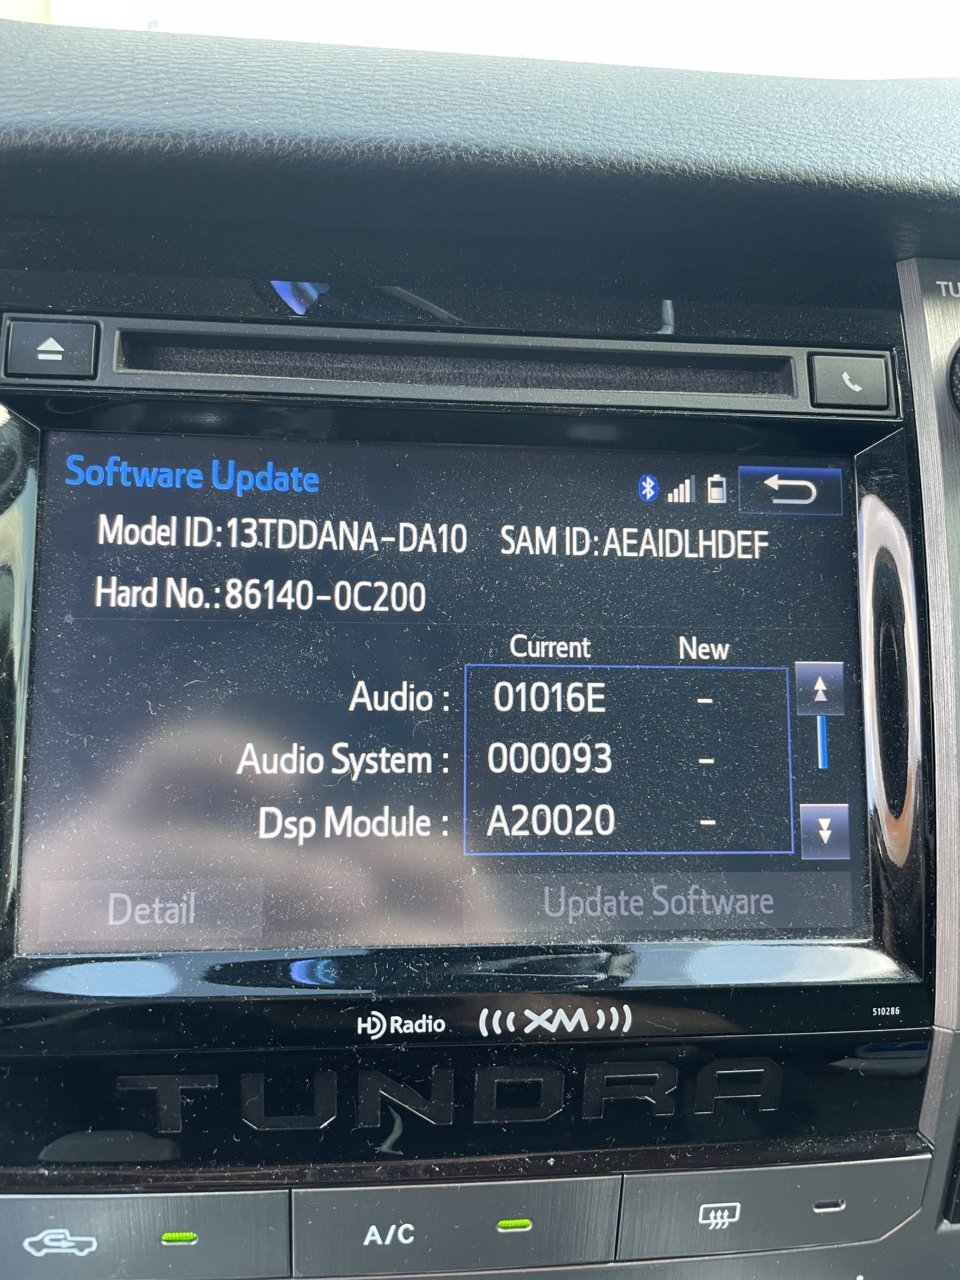 TU
Software Update
Model ID:13TDDANA-DA10 SAM ID:AEAIDLHDEF
Hard No.:86140-0C200
Current New
Audio : 01016E –
Audio System : 000093 –
Dsp Module : A20020 –
Detail Update Software
HD Radio (((XM)))
510286
TUNDRA
A/C